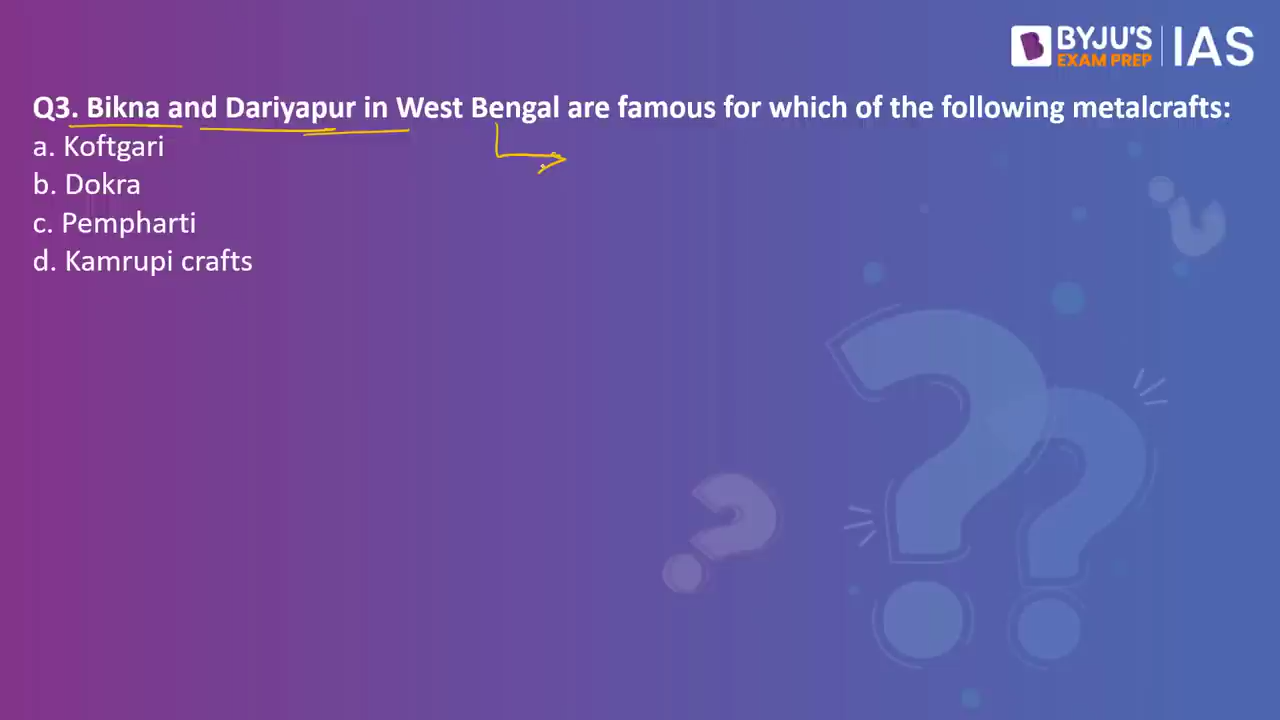 BYJU'S
EXAM PREP
IAS
Q3. Bikna and Dariyapur in West Bengal are famous for which of the following metalcrafts:
a. Koftgari
b. Dokra
c. Pempharti
d. Kamrupi crafts